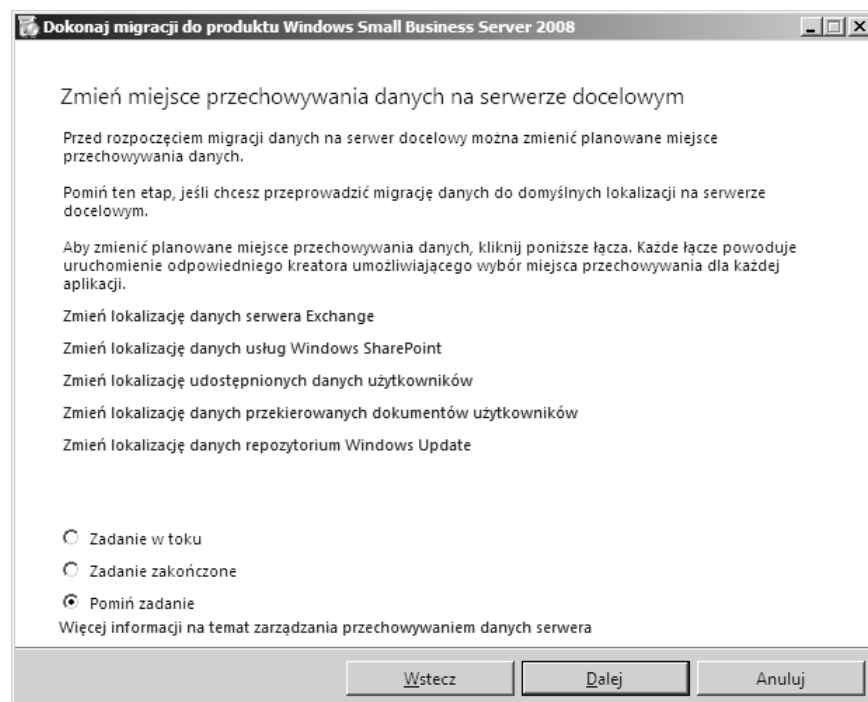 Dokonaj migracji do produktu Windows Small Business Server 2008
Zmień miejsce przechowywania danych na serwerze docelowym
Przed rozpoczęciem migracji danych na serwer docelowy można zmienić planowane miejsce
przechowywania danych.
Pomiń ten etap, jeśli chcesz przeprowadzić migrację danych do domyślnych lokalizacji na serwerze
docelowym.
Aby zmienić planowane miejsce przechowywania danych, kliknij poniższe łącza. Każde łącze powoduje
uruchomienie odpowiedniego kreatora umożliwiającego wybór miejsca przechowywania dla każdej
aplikacji.
Zmień lokalizację danych serwera Exchange
Zmień lokalizację danych usług Windows SharePoint
Zmień lokalizację udostępnionych danych użytkowników
Zmień lokalizację danych przekierowanych dokumentów użytkowników
Zmień lokalizację danych repozytorium Windows Update
Zadanie w toku
Zadanie zakończone
Pomiń zadanie
Więcej informacji na temat zarządzania przechowywaniem danych serwera
Wstecz Dalej Anuluj